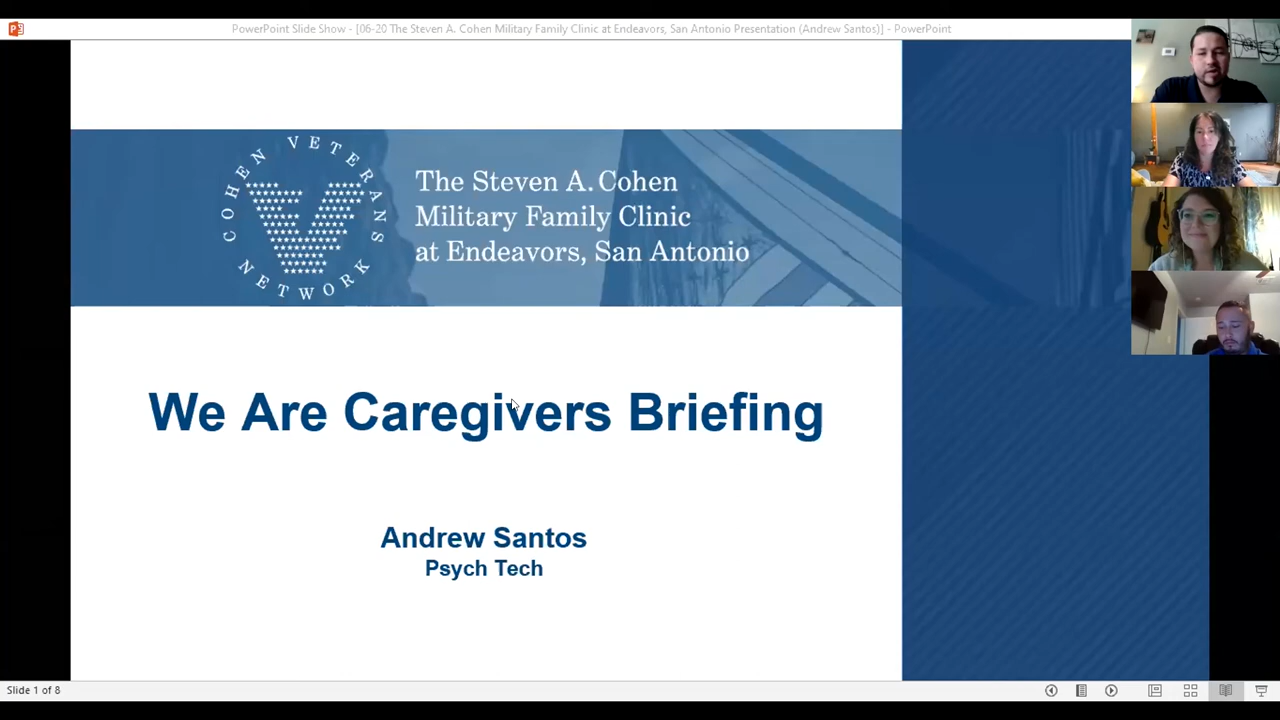 PowerPoint Slide Show - [06-20 The Steven A. Cohen Military Family Clinic at Endeavors, San Antonio Presentation (Andrew Santos)] - PowerPoint
COHEN VETERANS NETWORK
The Steven A. Cohen
Military Family Clinic
at Endeavors, San Antonio
We Are Caregivers Briefing
Andrew Santos
Psych Tech
Slide 1 of 8